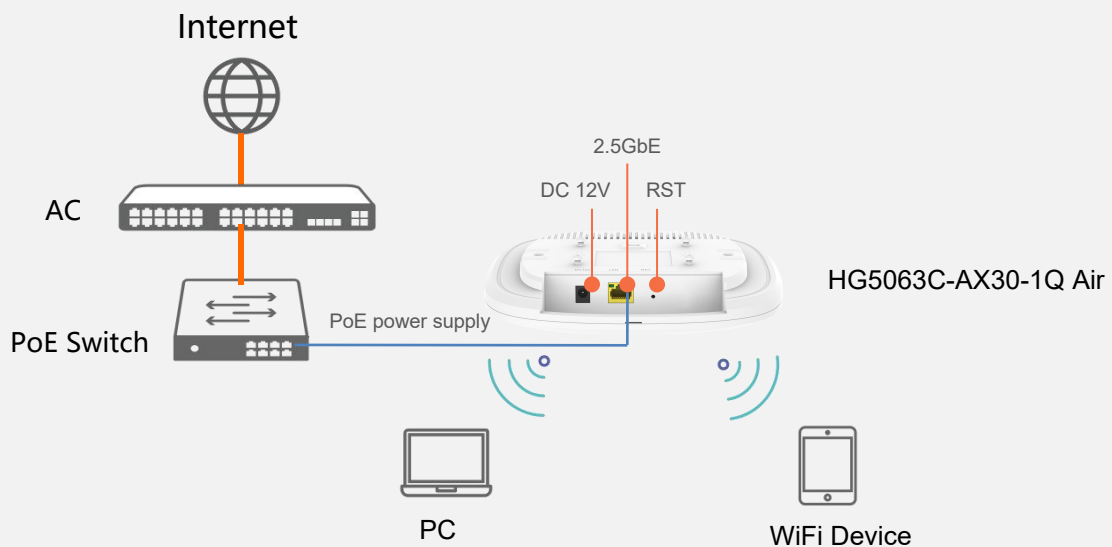 Internet
2.5GbE
DC 12V
RST
AC
HG5063C-AX30-1Q Air
PoE power supply
PoE Switch
PC
WiFi Device